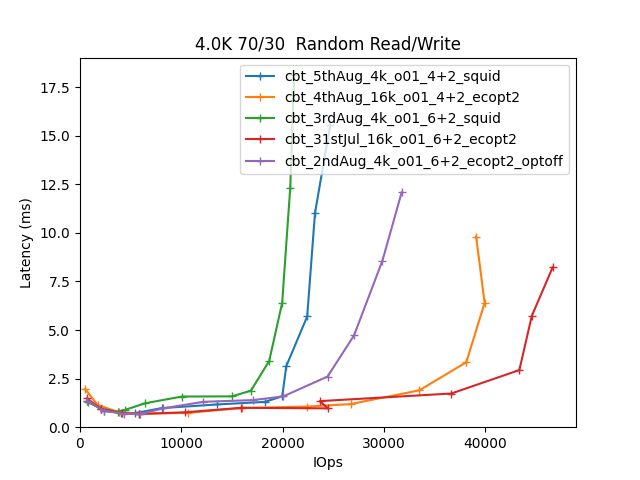 4.0K 70/30  Random Read/Write
cbt_5thAug_4k_o01_4+2_squid
cbt_4thAug_16k_o01_4+2_ecopt2
cbt_3rdAug_4k_o01_6+2_squid
cbt_31stJul_16k_o01_6+2_ecopt2
cbt_2ndAug_4k_o01_6+2_ecopt2_optoff
17.5
15.0
12.5
10.0
7.5
5.0
2.5
0.0
Latency (ms)
0 10000 20000 30000 40000
IOps